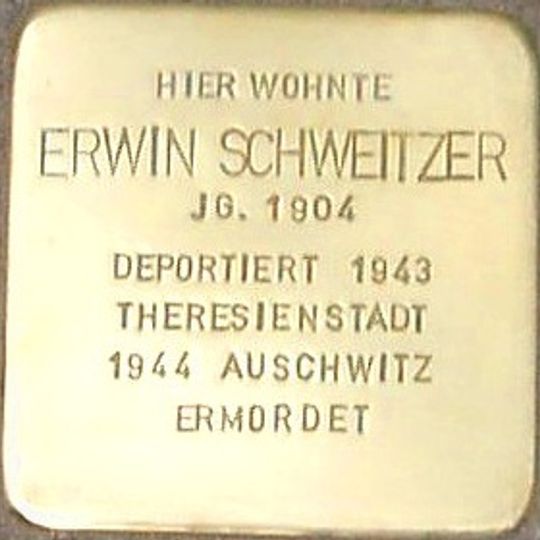 HIER WOHNTE
ERWIN SCHWEITZER
JG. 1904
DEPORTIERT 1943
THERESIENSTADT
1944 AUSCHWITZ
ERMORDET